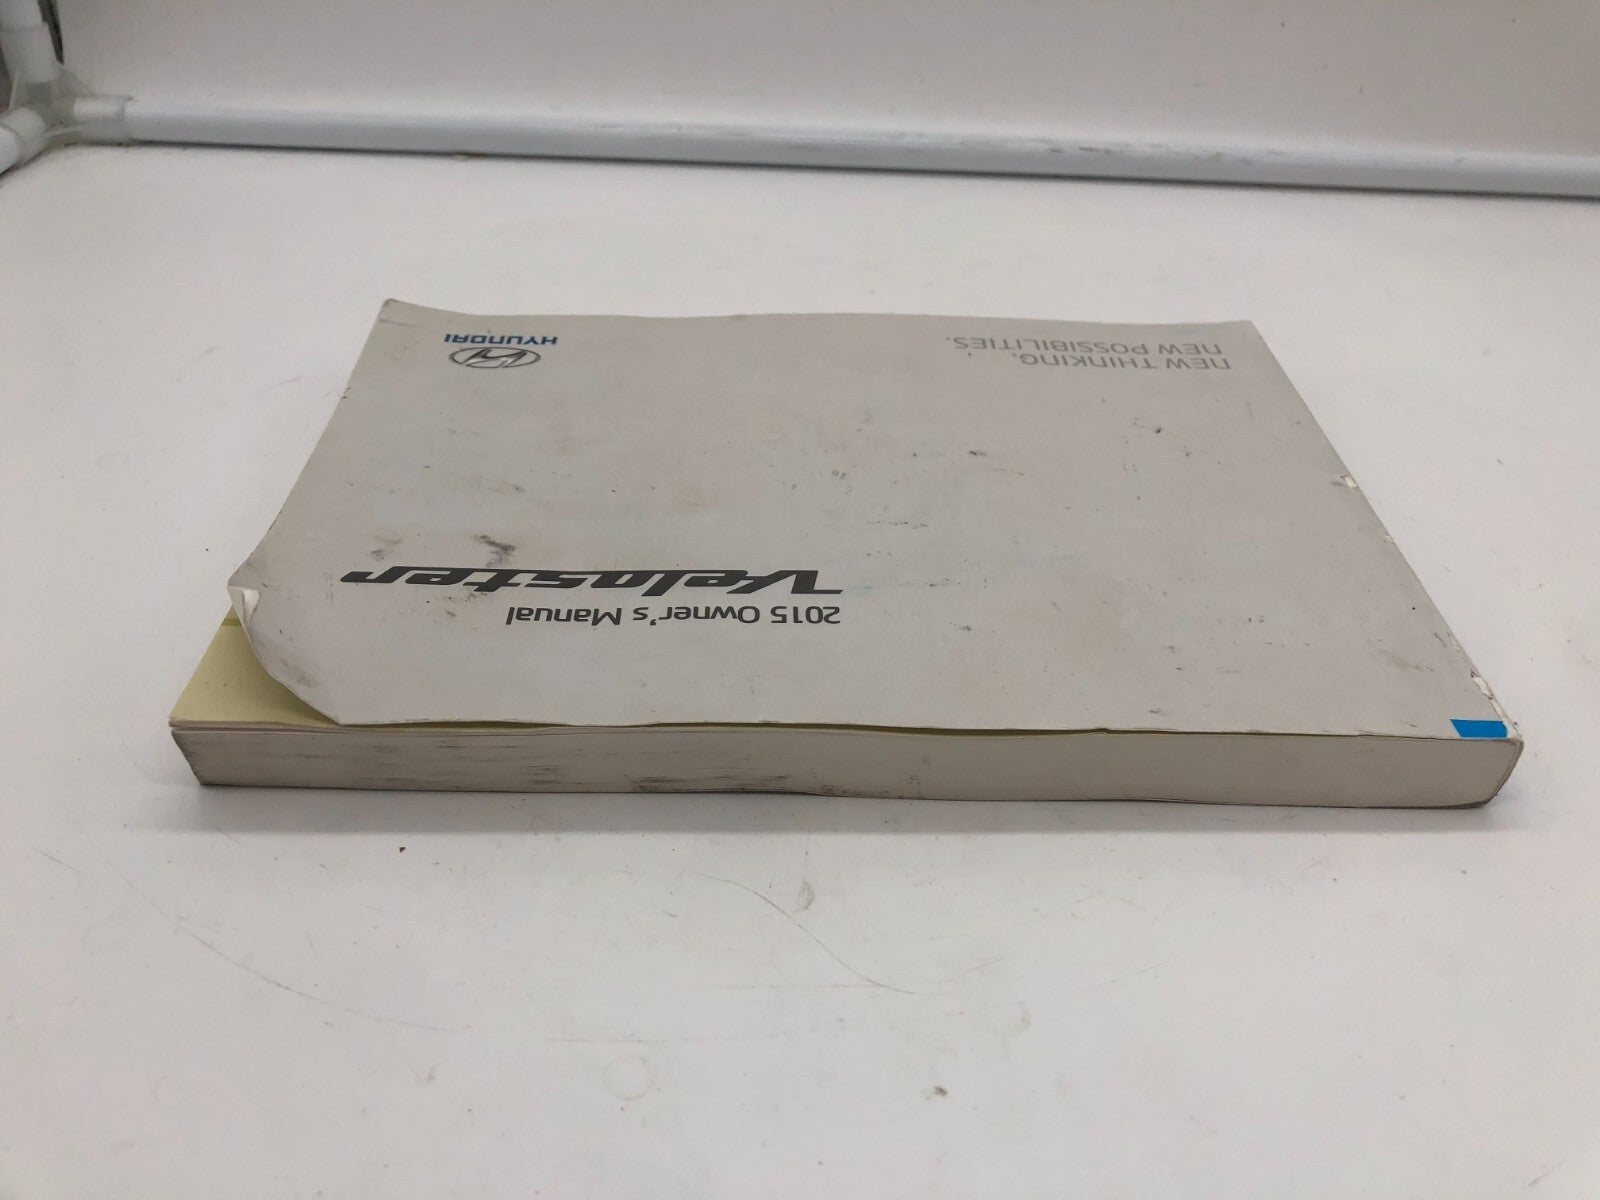 2015 Owner's Manual
Veloster
NEW THINKING.
NEW POSSIBILITIES.
HYUNDAI